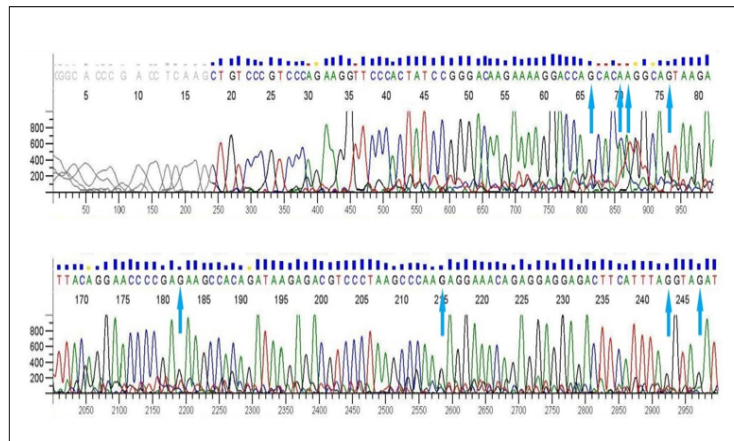 CGGC A CCC G A CC T CAAG CTGTCCCGTCCCAGAAGGTTCCCACTATCCGGGACAAGAAAAGGACCAGCACAAGGCAGTAAGA
5 10 15 20 25 30 35 40 45 50 55 60 65 70 75 80
800
600
400
200
50 100 150 200 250 300 350 400 450 500 550 600 650 700 750 800 850 900 950
TTACAGGAACCCCGAGAAGCCACAGATAAGAGACGTCCCTAAGCCCAAGAGGAAACAGAGGAGGAGACTTCATTTAGGTAGAT
170 175 180 185 190 195 200 205 210 215 220 225 230 235 240 245
800
600
400
200
2050 2100 2150 2200 2250 2300 2350 2400 2450 2500 2550 2600 2650 2700 2750 2800 2850 2900 2950